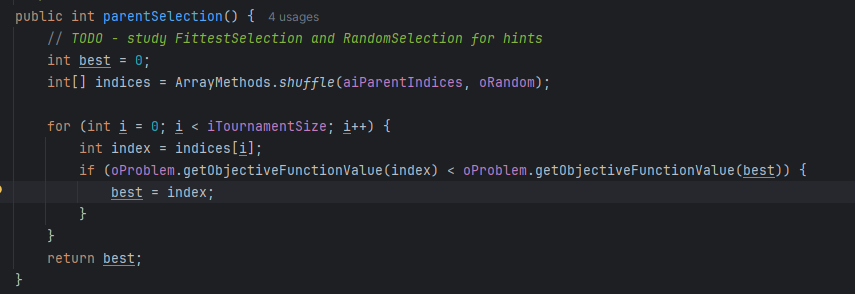 public int parentSelection() { 4 usages
// TODO - study FittestSelection and RandomSelection for hints
int best = 0;
int[] indices = ArrayMethods.shuffle(aiParentIndices, oRandom);
for (int i = 0; i < iTournamentSize; i++) {
int index = indices[i];
if (oProblem.getObjectiveFunctionValue(index) < oProblem.getObjectiveFunctionValue(best)) {
best = index;
}
}
return best;
}